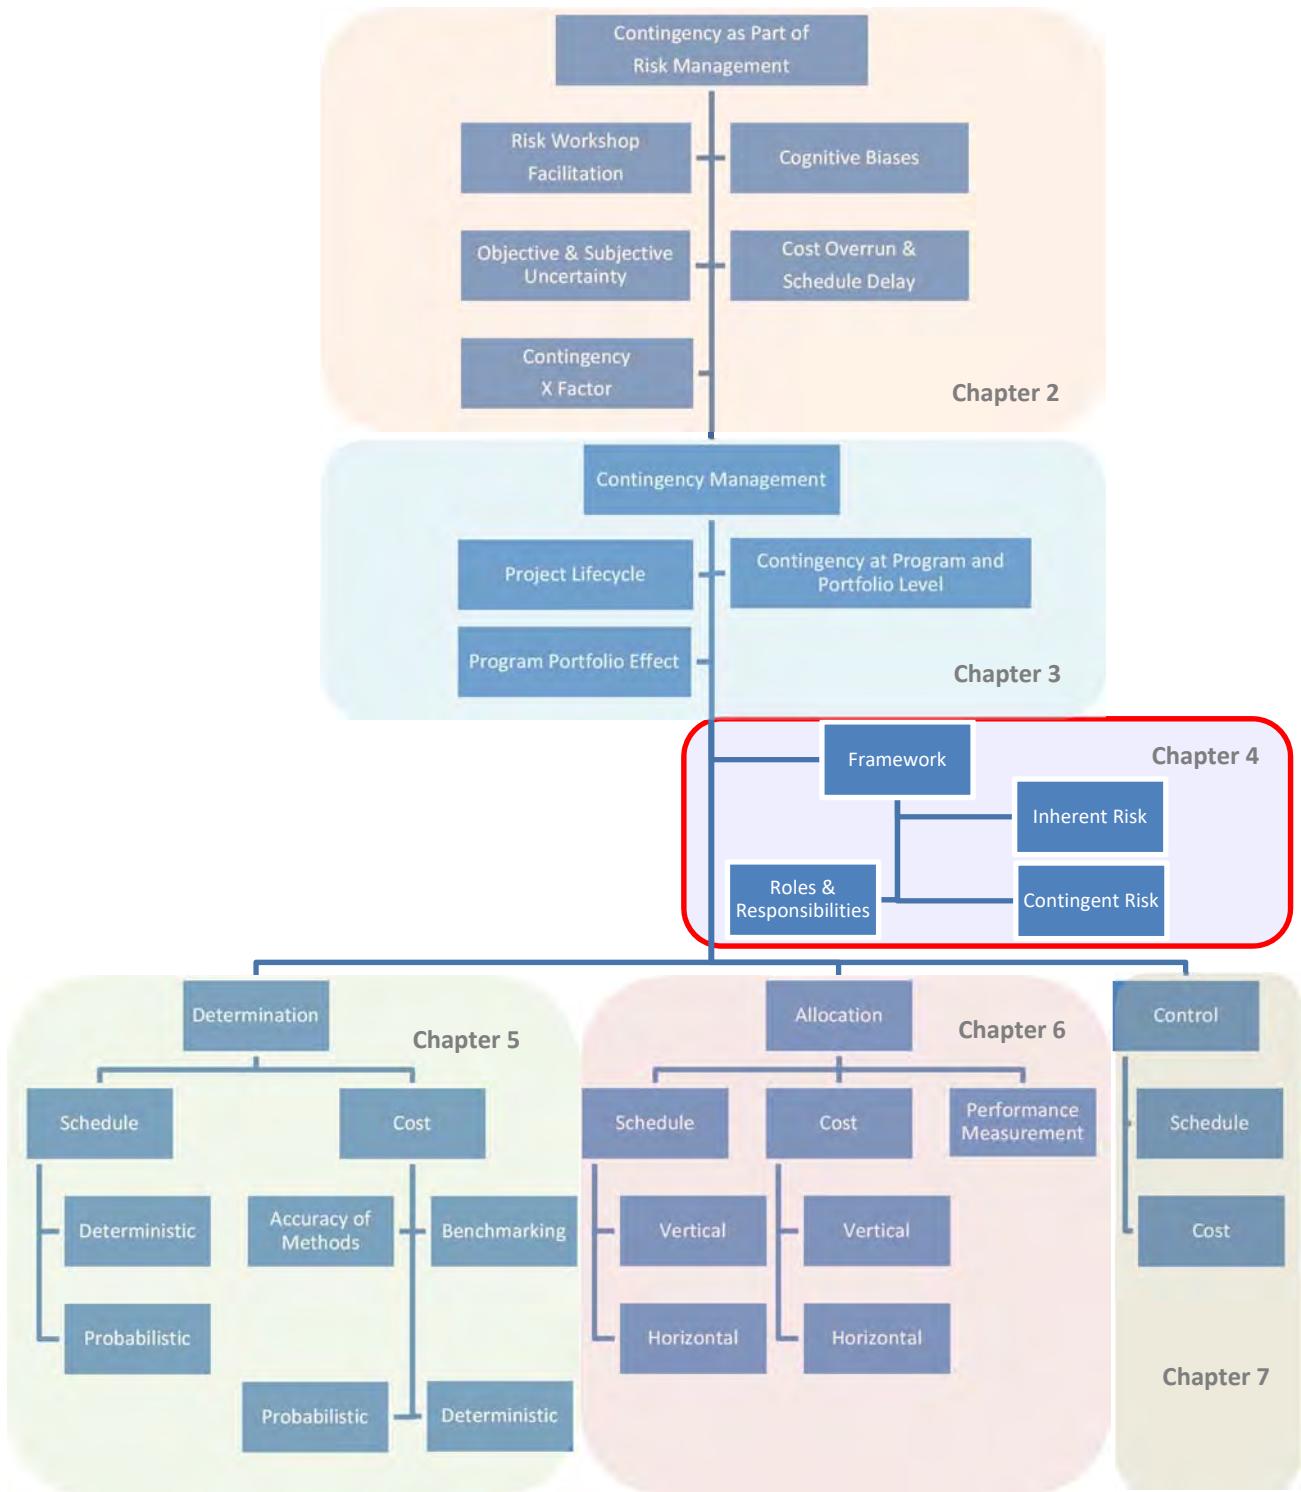 Contingency as Part of
Risk Management
Risk Workshop
Facilitation
Cognitive Biases
Objective & Subjective
Uncertainty
Cost Overrun &
Schedule Delay
Contingency
X Factor
Chapter 2
Contingency Management
Project Lifecycle
Contingency at Program and
Portfolio Level
Program Portfolio Effect
Chapter 3
Framework
Chapter 4
Inherent Risk
Roles &
Responsibilities
Contingent Risk
Determination
Chapter 5
Schedule
Cost
Deterministic
Accuracy of
Methods
Benchmarking
Probabilistic
Probabilistic
Deterministic
Allocation
Chapter 6
Schedule
Cost
Performance
Measurement
Vertical
Vertical
Horizontal
Horizontal
Control
Schedule
Cost
Chapter 7